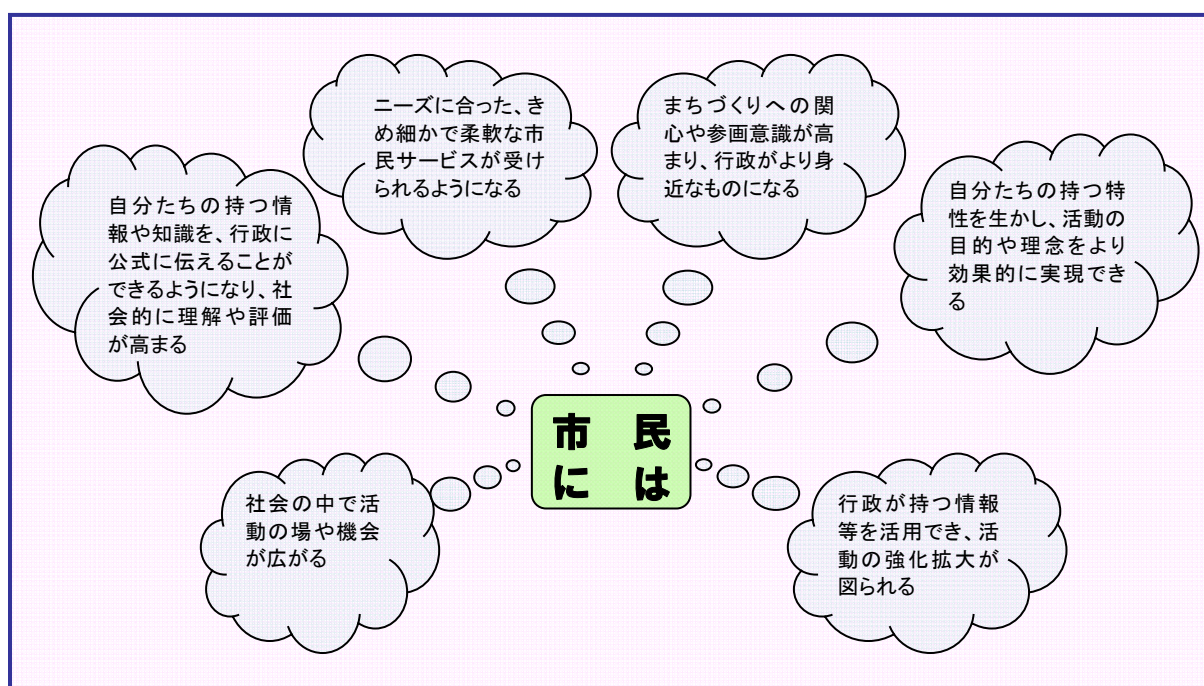 ニーズに合った、き
め細かで柔軟な市
民サービスが受け
られるようになる
まちづくりへの関
心や参画意識が高
まり、行政がより身
近なものになる
自分たちの持つ情
報や知識を、行政に
公式に伝えることが
できるようになり、社
会的に理解や評価
が高まる
自分たちの持つ特
性を生かし、活動の
目的や理念をより
効果的に実現でき
る
市　民
に　は
社会の中で活
動の場や機会
が広がる
行政が持つ情報
等を活用でき、活
動の強化拡大が
図られる